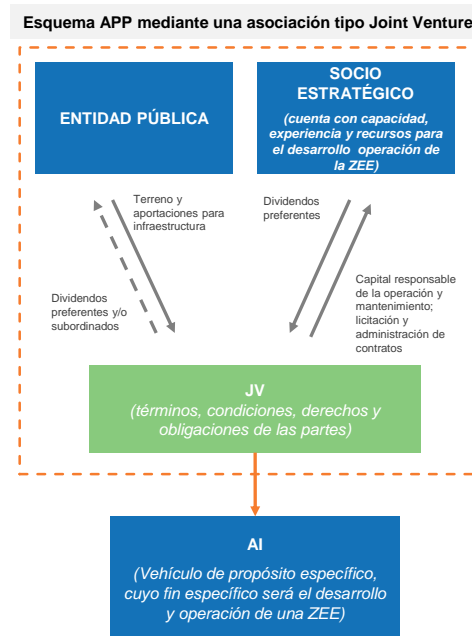 Esquema APP mediante una asociación tipo Joint Venture
ENTIDAD PÚBLICA
SOCIO
ESTRATÉGICO
(cuenta con capacidad,
experiencia y recursos para
el desarrollo operación de
la ZEE)
Terreno y
aportaciones para
infraestructura
Dividendos
preferentes
Dividendos
preferentes y/o
subordinados
Capital responsable
de la operación y
mantenimiento;
licitación y
administración de
contratos
JV
(términos, condiciones, derechos y
obligaciones de las partes)
AI
(Vehículo de propósito específico,
cuyo fin específico será el desarrollo
y operación de una ZEE)